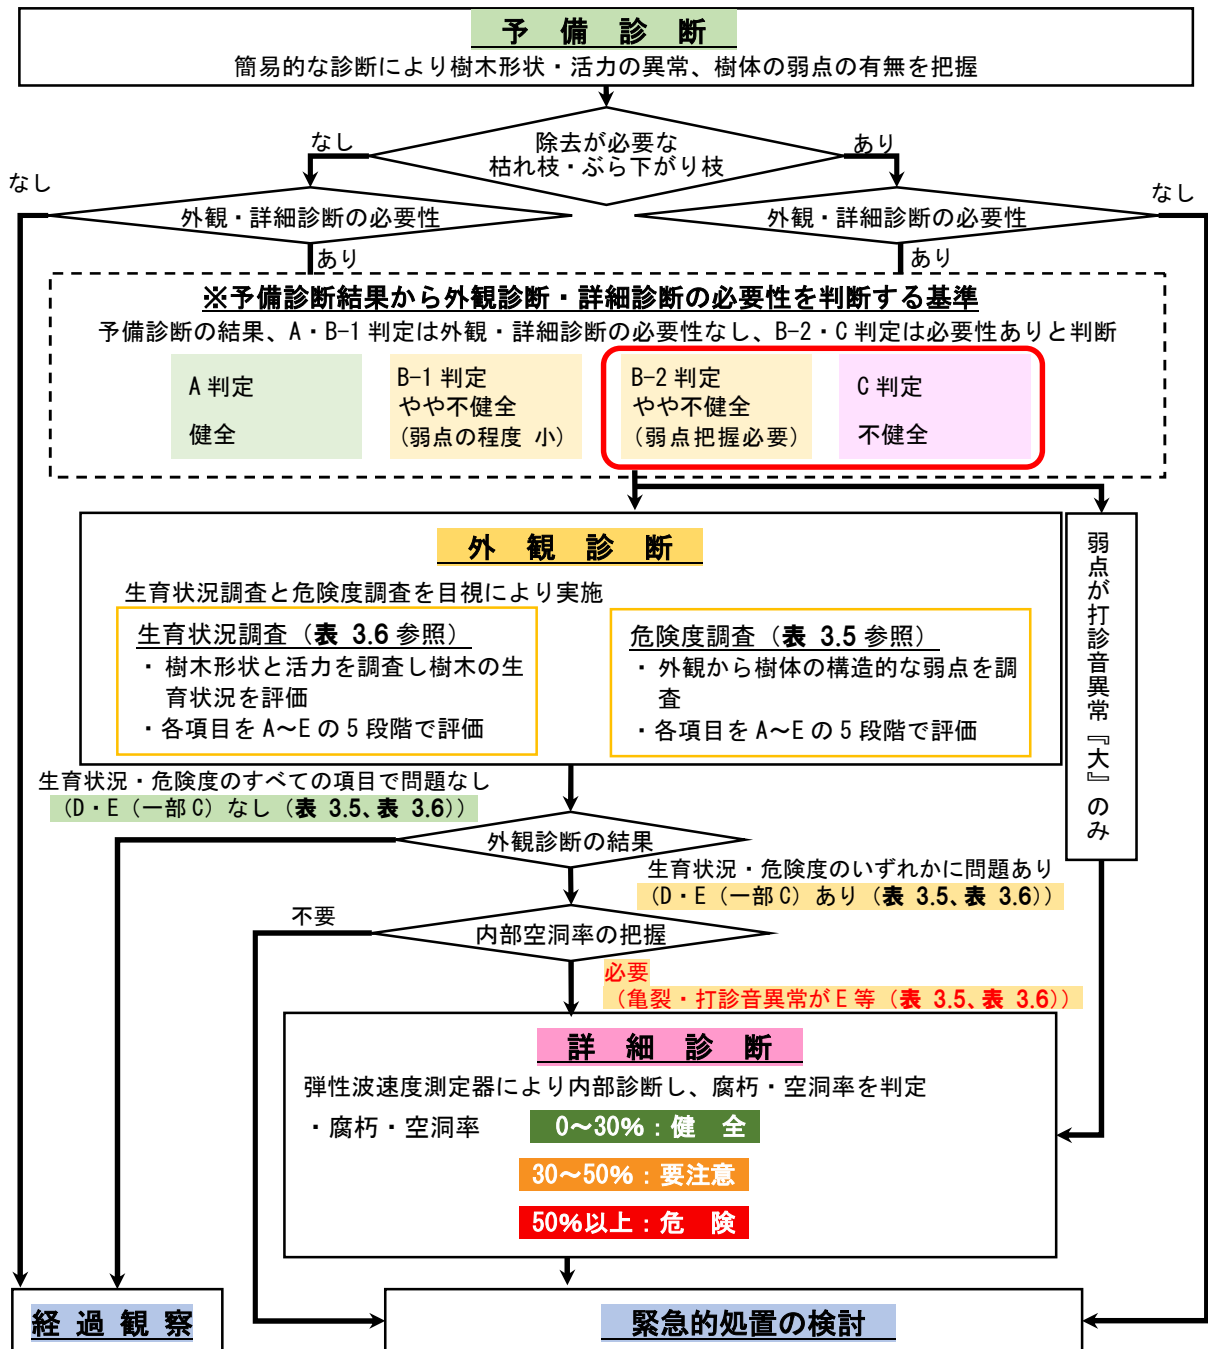 予 備 診 断
簡易的な診断により樹木形状・活力の異常、樹体の弱点の有無を把握
除去が必要な
枯れ枝・ぶら下がり枝
なし
あり
なし
外観・詳細診断の必要性
外観・詳細診断の必要性
なし
あり
あり
※予備診断結果から外観診断・詳細診断の必要性を判断する基準
予備診断の結果、A・B-1 判定は外観・詳細診断の必要性なし、B-2・C 判定は必要性ありと判断
A 判定
健全
B-1 判定
やや不健全
(弱点の程度 小)
B-2 判定
やや不健全
(弱点把握必要)
C 判定
不健全
外 観 診 断
生育状況調査と危険度調査を目視により実施
生育状況調査（表 3.6 参照）
・樹木形状と活力を調査し樹木の生
育状況を評価
・各項目を A～E の 5 段階で評価
危険度調査（表 3.5 参照）
・外観から樹体の構造的な弱点を調
査
・各項目を A～E の 5 段階で評価
弱点が打診音異常『大』のみ
生育状況・危険度のすべての項目で問題なし
（D・E（一部 C）なし（表 3.5、表 3.6））
外観診断の結果
生育状況・危険度のいずれかに問題あり
（D・E（一部 C）あり（表 3.5、表 3.6））
不要
内部空洞率の把握
必要
（亀裂・打診音異常が E 等（表 3.5、表 3.6））
詳 細 診 断
弾性波速度測定器により内部診断し、腐朽・空洞率を判定
・腐朽・空洞率 0～30%：健 全
30～50%：要注意
50%以上：危 険
経 過 観 察
緊急的処置の検討